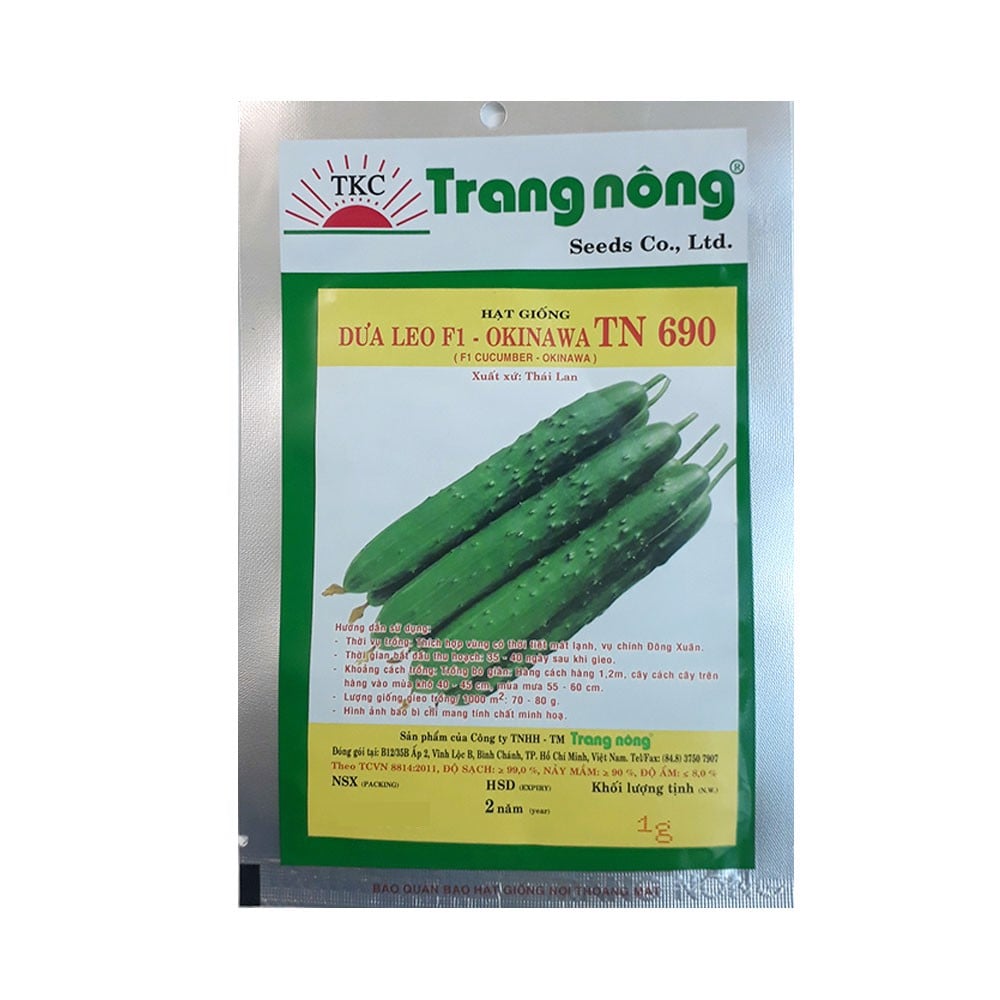 TKC
Trang nông®
Seeds Co., Ltd.
HẠT GIỐNG
DƯA LEO F1 - OKINAWA TN 690
( F1 CUCUMBER - OKINAWA )
Xuất xứ: Thái Lan
Hướng dẫn sử dụng:
- Thời vụ trồng: Thích hợp vùng có thời tiết mát lạnh, vụ chính Đông Xuân.
- Thời gian bắt đầu thu hoạch: 35 - 40 ngày sau khi gieo.
- Khoảng cách trồng: Trồng bò giàn: Hàng cách hàng 1,2m, cây cách cây trên
hàng vào mùa khô 40 - 45 cm, mùa mưa 55 - 60 cm.
- Lượng giống gieo trồng/ 1000 m²: 70 - 80 g.
- Hình ảnh bao bì chỉ mang tính chất minh hoạ.
Sản phẩm của Công ty TNHH - TM Trang nông®
Đóng gói tại: B12/35B Ấp 2, Vĩnh Lộc B, Bình Chánh, TP. Hồ Chí Minh, Việt Nam. Tel/Fax: (84.8) 3750 7907
Theo TCVN 8814:2011, ĐỘ SẠCH: ≥ 99,0 %, NẢY MẦM: ≥ 90 %, ĐỘ ẨM: ≤ 8,0 %
NSX (PACKING) HSD (EXPIRY) Khối lượng tịnh (N.W.)
2 năm (year)
1g
BẢO QUẢN BAO HẠT GIỐNG NƠI THOÁNG MÁT